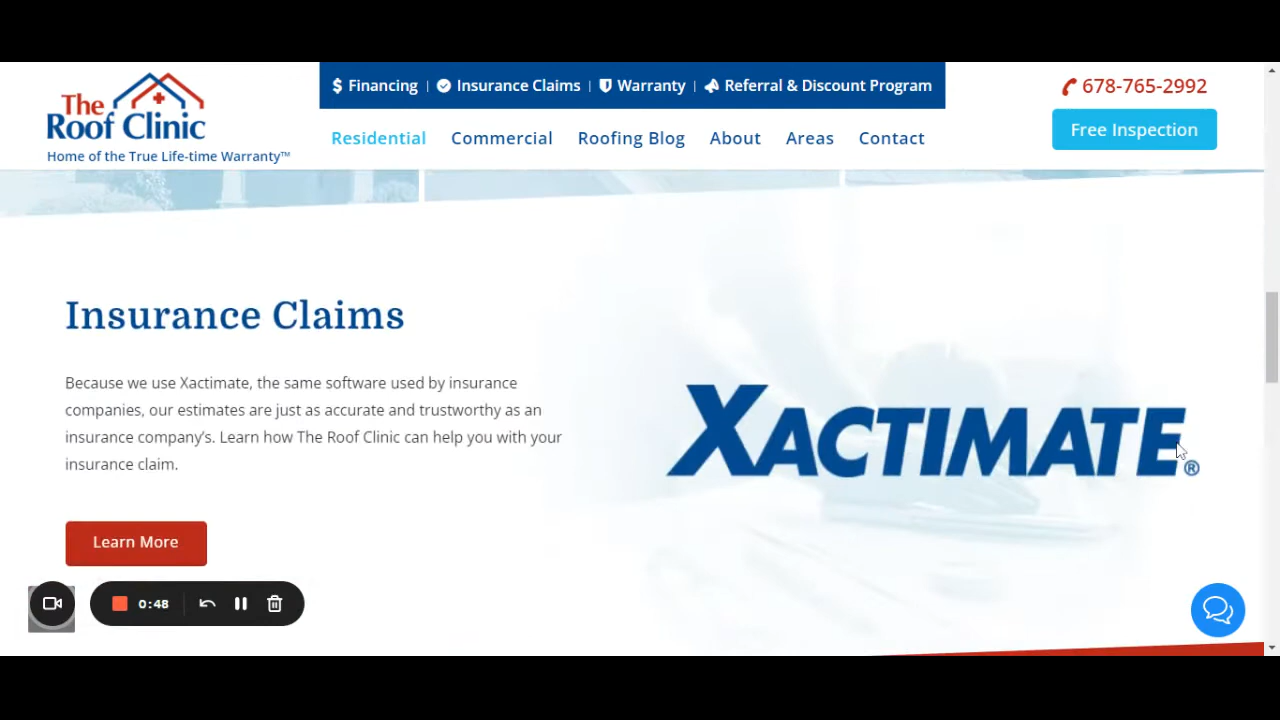 The
Roof Clinic
Home of the True Life-time Warranty™
Financing | Insurance Claims | Warranty | Referral & Discount Program
Residential Commercial Roofing Blog About Areas Contact
678-765-2992
Free Inspection
Insurance Claims
Because we use Xactimate, the same software used by insurance
companies, our estimates are just as accurate and trustworthy as an
insurance company’s. Learn how The Roof Clinic can help you with your
insurance claim.
Learn More
XACTIMATE®
0:48